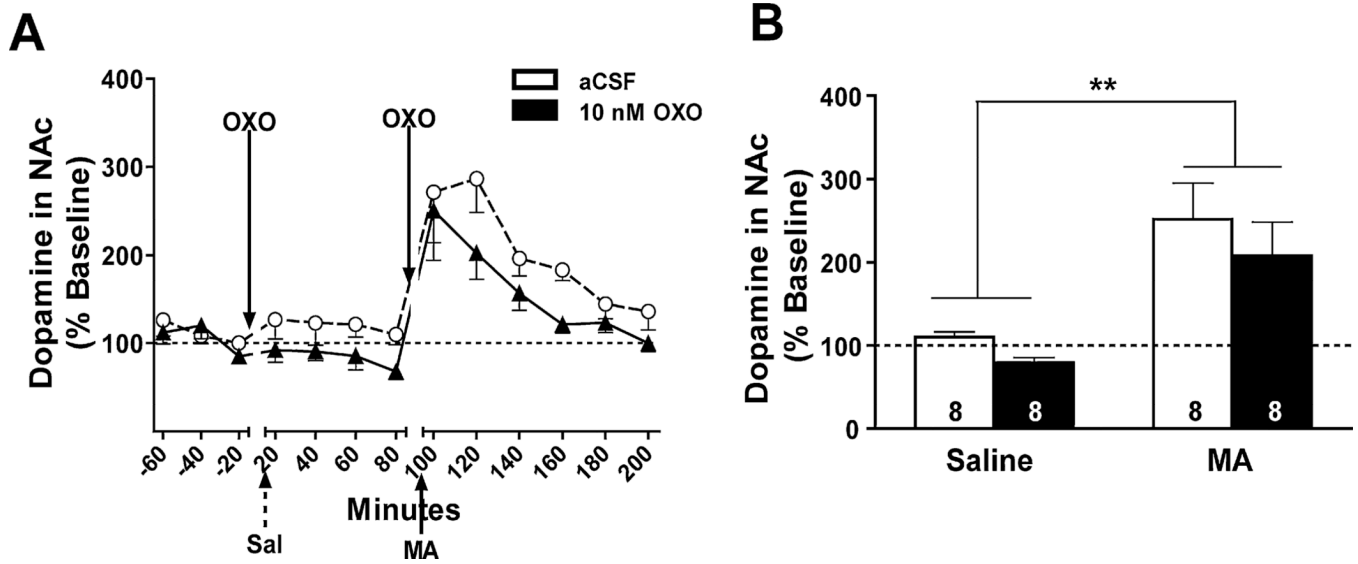 A
Dopamine in NAc
(% Baseline)
400
300
200
100
OXO
OXO
aCSF
10 nM OXO
-60
-40
-20
20
40
60
80
100
120
140
160
180
200
Minutes
Sal
MA
B
Dopamine in NAc
(% Baseline)
400
300
200
100
0
**
8
8
8
8
Saline
MA